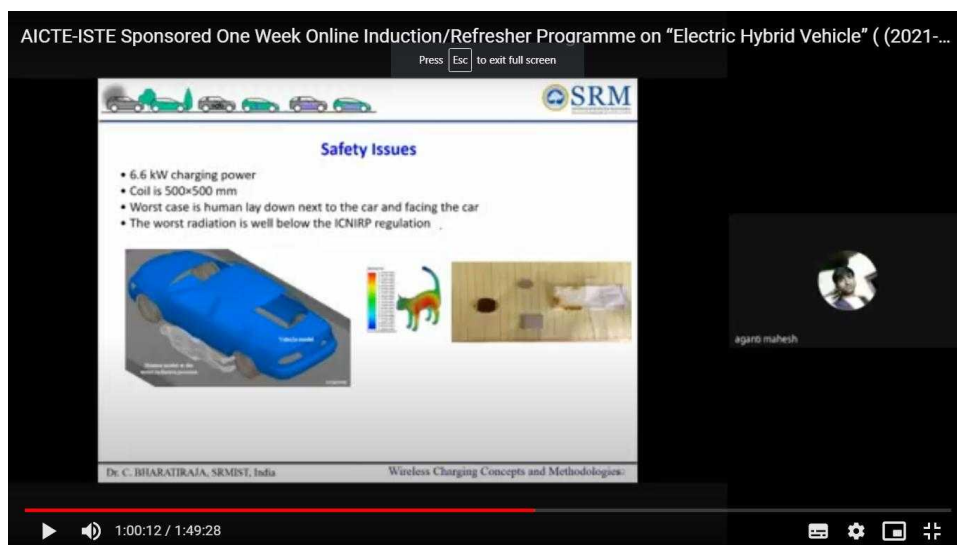 AICTE-ISTE Sponsored One Week Online Induction/Refresher Programme on “Electric Hybrid Vehicle” ( (2021-...
Press Esc to exit full screen
SRM
Safety Issues
• 6.6 kW charging power
• Coil is 500×500 mm
• Worst case is human lay down next to the car and facing the car
• The worst radiation is well below the ICNIRP regulation
Vehicle model
aganti mahesh
Dr. C. BHARATIRAJA, SRMIST, India
Wireless Charging Concepts and Methodologies
1:00:12 / 1:49:28